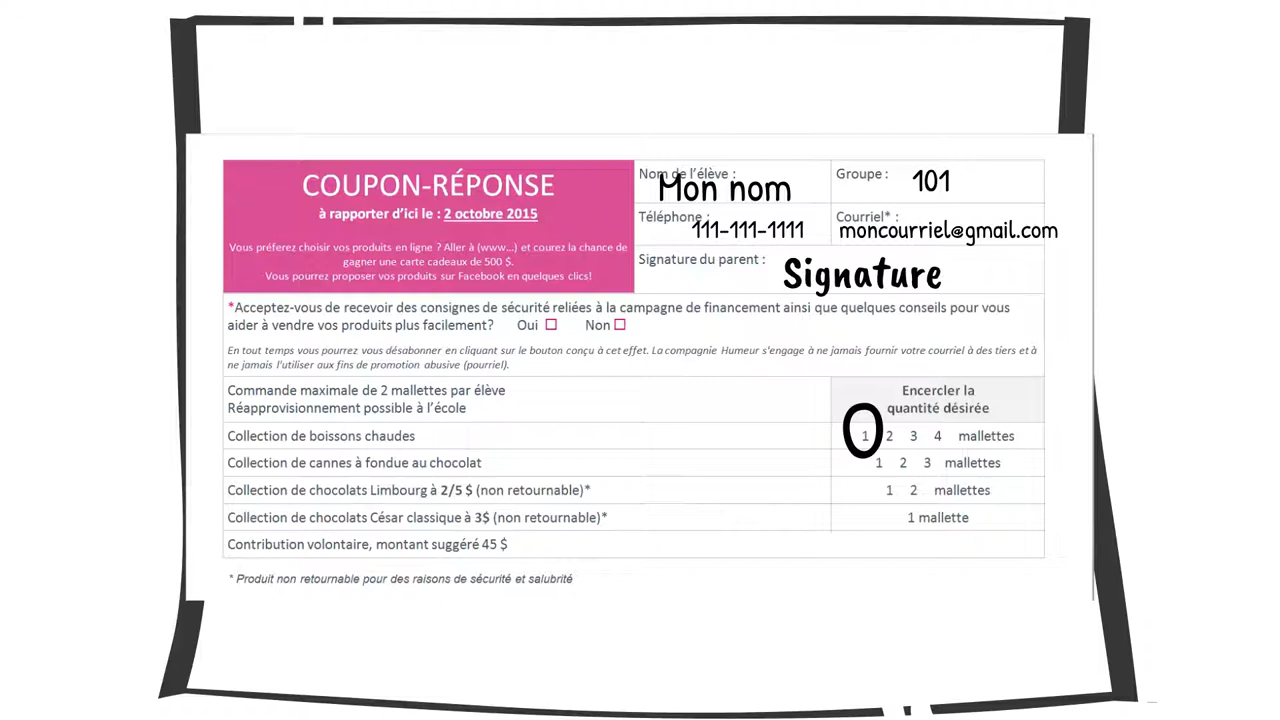 COUPON-RÉPONSE
à rapporter d’ici le : 2 octobre 2015
Vous préferez choisir vos produits en ligne ? Aller à (www...) et courez la chance de
gagner une carte cadeaux de 500 $.
Vous pourrez proposer vos produits sur Facebook en quelques clics!
Nom de l’élève : Mon nom
Groupe : 101
Téléphone : 111-111-1111
Courriel* : moncourriel@gmail.com
Signature du parent : Signature
*Acceptez-vous de recevoir des consignes de sécurité reliées à la campagne de financement ainsi que quelques conseils pour vous
aider à vendre vos produits plus facilement? Oui ☐ Non ☐
En tout temps vous pourrez vous désabonner en cliquant sur le bouton conçu à cet effet. La compagnie Humeur s'engage à ne jamais fournir votre courriel à des tiers et à
ne jamais l'utiliser aux fins de promotion abusive (pourriel).
Commande maximale de 2 mallettes par élève
Réapprovisionnement possible à l’école
Encercler la
quantité désirée
Collection de boissons chaudes 1 2 3 4 mallettes
Collection de cannes à fondue au chocolat 1 2 3 mallettes
Collection de chocolats Limbourg à 2/5 $ (non retournable)* 1 2 mallettes
Collection de chocolats César classique à 3$ (non retournable)* 1 mallette
Contribution volontaire, montant suggéré 45 $
* Produit non retournable pour des raisons de sécurité et salubrité